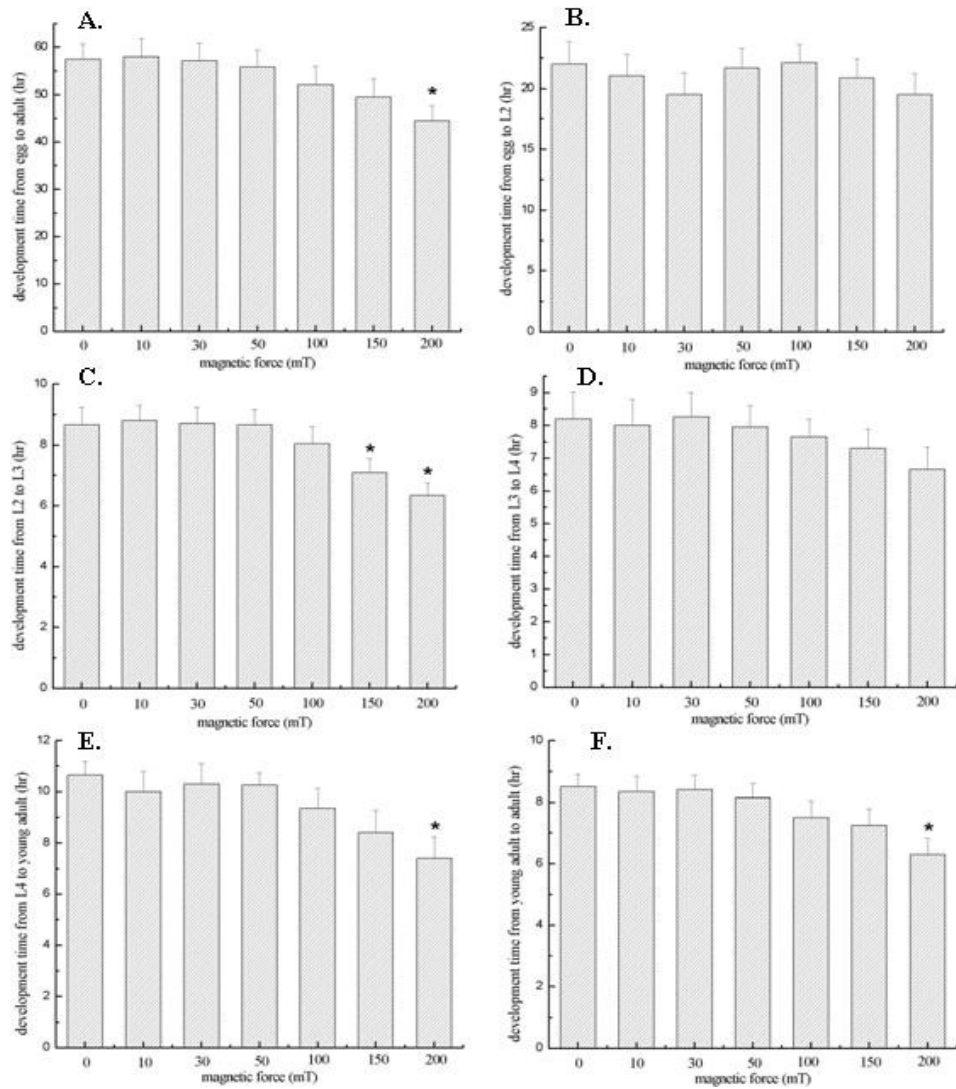 A.
development time from egg to adult (hr)
60
50
40
30
20
10
0
*
0 10 30 50 100 150 200
magnetic force (mT)
B.
development time from egg to L2 (hr)
25
20
15
10
5
0
0 10 30 50 100 150 200
magnetic force (mT)
C.
development time from L2 to L3 (hr)
10
8
6
4
2
0
* *
0 10 30 50 100 150 200
magnetic force (mT)
D.
development time from L3 to L4 (hr)
8
7
6
5
4
3
2
1
0
0 10 30 50 100 150 200
magnetic force (mT)
E.
development time from L4 to young adult (hr)
12
10
8
6
4
2
0
*
0 10 30 50 100 150 200
magnetic force (mT)
F.
development time from young adult to adult (hr)
10
8
6
4
2
0
*
0 10 30 50 100 150 200
magnetic force (mT)